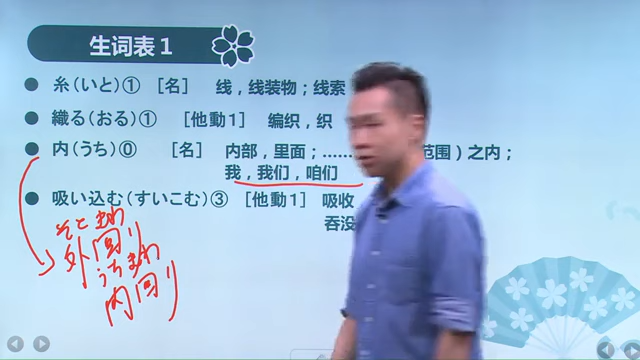 生词表１
● 糸（いと）① ［名］ 线，线装物；线索
● 織る（おる）① ［他動1］ 编织，织
● 内（うち）⓪ ［名］ 内部，里面；…… 范围）之内；
我，我们，咱们
● 吸い込む（すいこむ）③ ［他動1］ 吸收
吞没
そとまわ
外回り
うちまわ
内回り